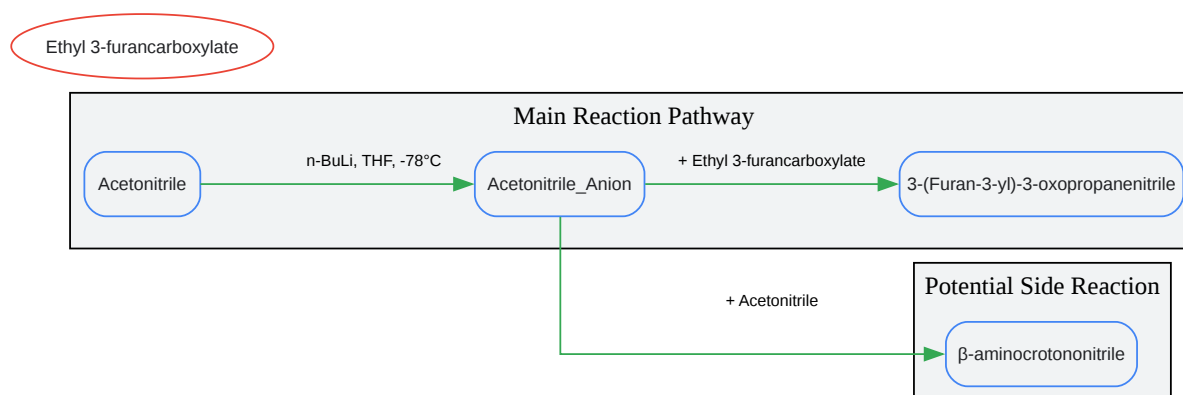 Ethyl 3-furancarboxylate
Main Reaction Pathway
Acetonitrile
n-BuLi, THF, -78°C
Acetonitrile_Anion
+ Ethyl 3-furancarboxylate
3-(Furan-3-yl)-3-oxopropanenitrile
+ Acetonitrile
Potential Side Reaction
β-aminocrotononitrile